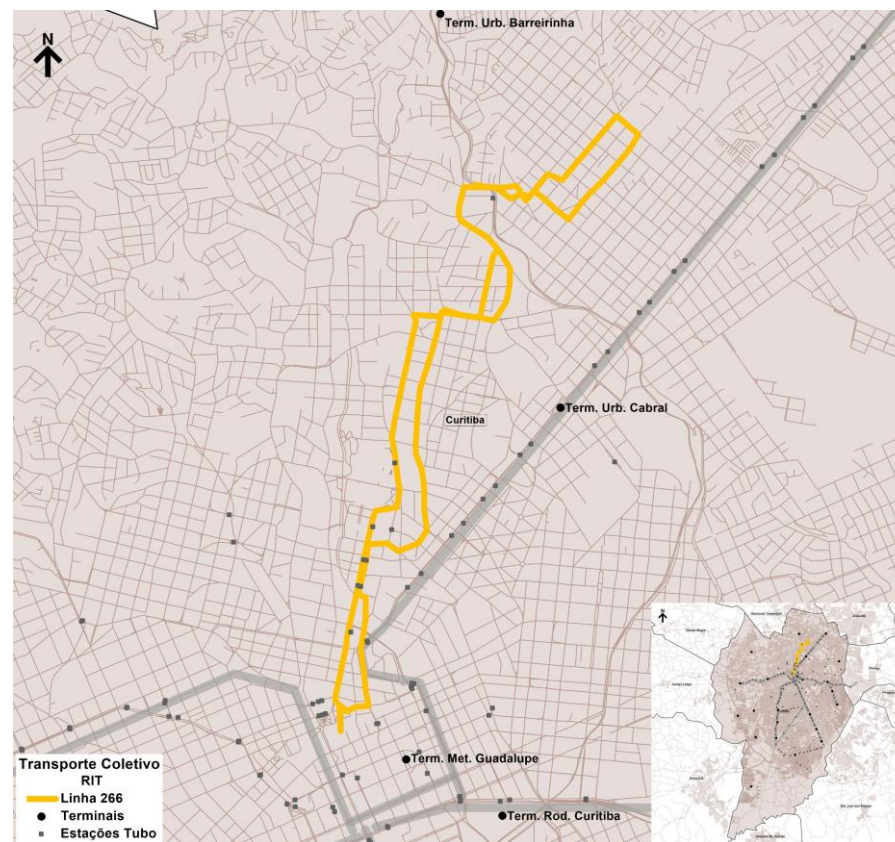 Term. Urb. Barreirinha
N
Term. Urb. Cabral
Curitiba
Term. Met. Guadalupe
Term. Rod. Curitiba
Transporte Coletivo
RIT
Linha 266
Terminais
Estações Tubo
N